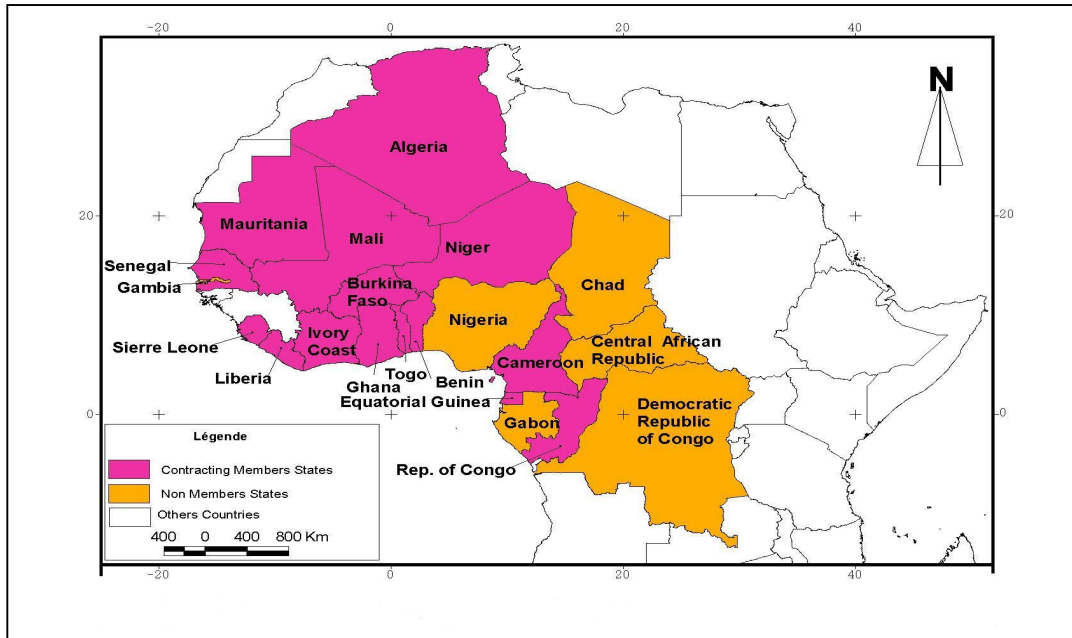 -20 0 20 40
N
Algeria
20 20
Mauritania
Mali
Niger
Senegal
Gambia
Burkina
Faso
Chad
Nigeria
Ivory
Coast
Central African
Republic
Sierre Leone
Cameroon
Liberia
Togo
Benin
Ghana
Equatorial Guinea
0 0
Gabon
Democratic
Republic
of Congo
Rep. of Congo
Légende
Contracting Members States
Non Members States
Others Countries
400 0 400 800 Km
-20 0 20 40